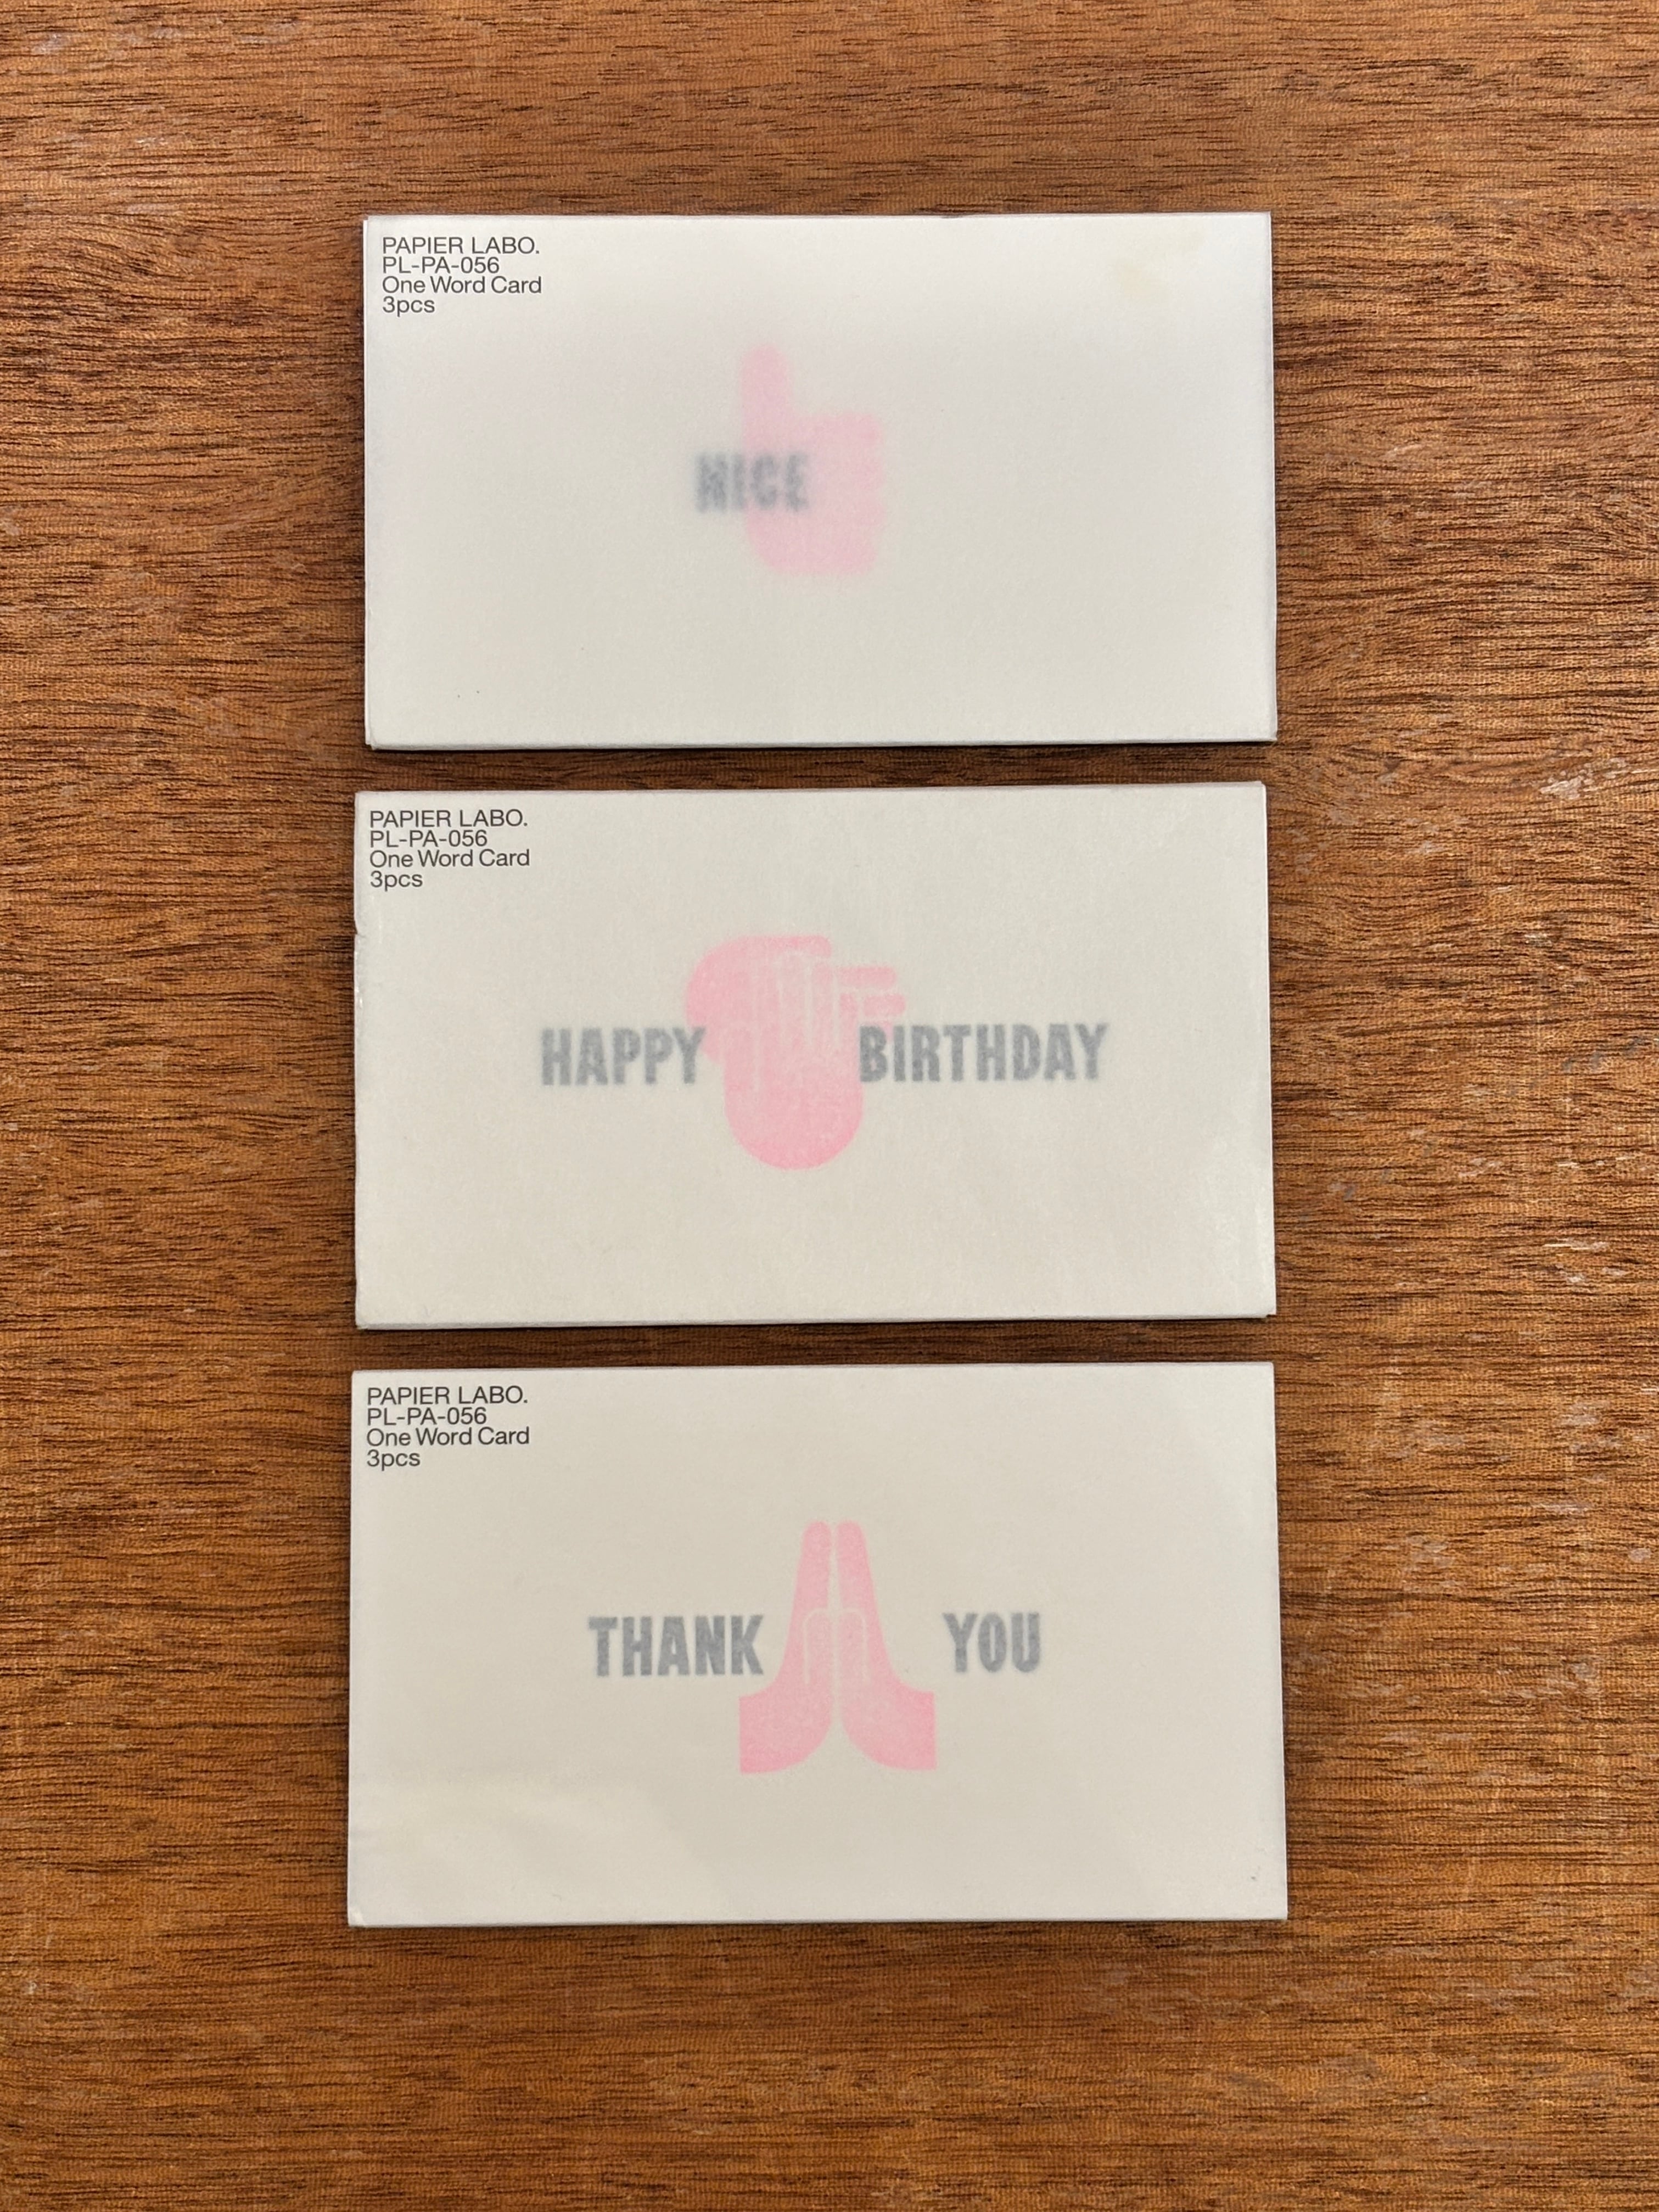 PAPIER LABO.
PL-PA-056
One Word Card
3pcs
NICE
PAPIER LABO.
PL-PA-056
One Word Card
3pcs
HAPPY BIRTHDAY
PAPIER LABO.
PL-PA-056
One Word Card
3pcs
THANK YOU